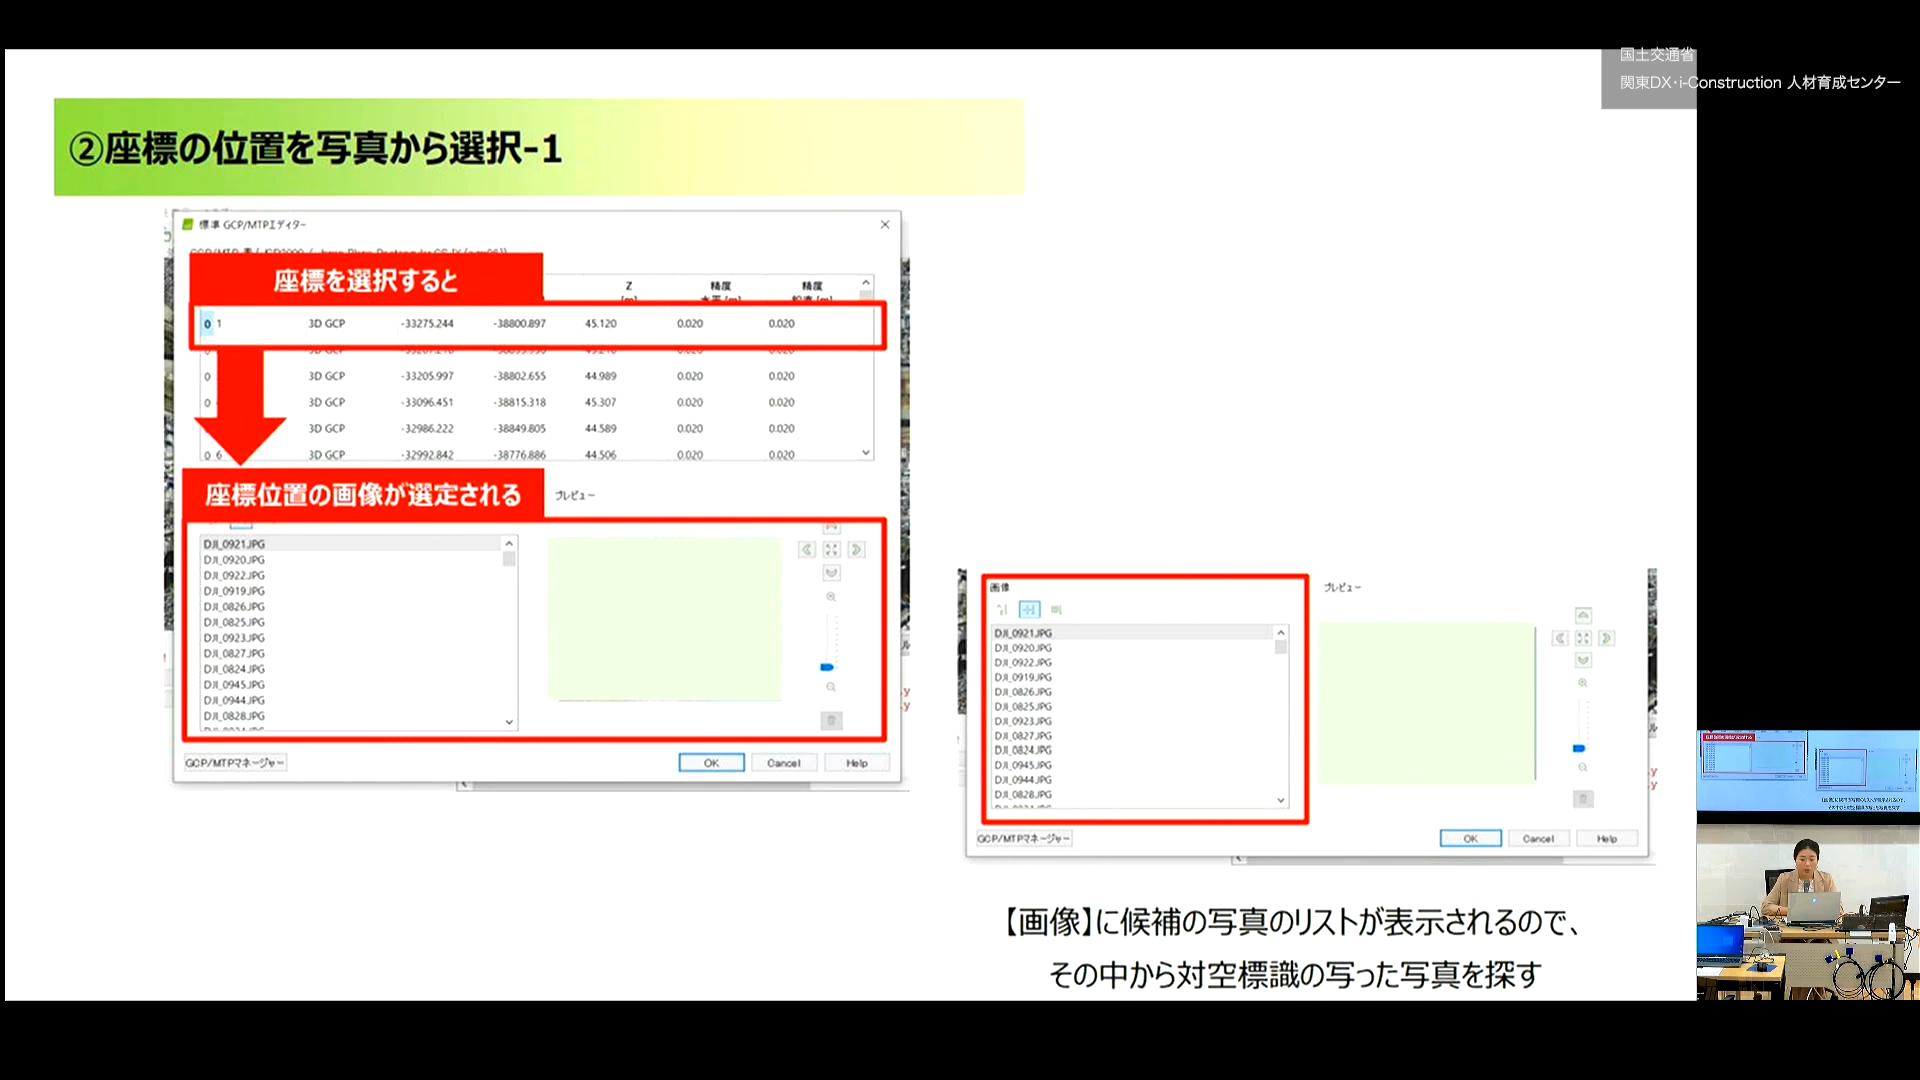 国土交通省
関東DX・i-Construction 人材育成センター
②座標の位置を写真から選択-1
標準 GCP/MTPエディター
座標を選択すると
Z 精度 精度
0 1 3D GCP -33275.244 -38800.897 45.120 0.020 0.020
0 3D GCP -33205.997 -38802.655 44.989 0.020 0.020
0 3D GCP -33096.451 -38815.318 45.307 0.020 0.020
3D GCP -32986.222 -38849.805 44.589 0.020 0.020
0 6 3D GCP -32992.842 -38776.886 44.506 0.020 0.020
座標位置の画像が選定される
プレビュー
DJI_0921.JPG
DJI_0920.JPG
DJI_0922.JPG
DJI_0919.JPG
DJI_0826.JPG
DJI_0825.JPG
DJI_0923.JPG
DJI_0827.JPG
DJI_0824.JPG
DJI_0945.JPG
DJI_0944.JPG
DJI_0828.JPG
GCP/MTPマネージャー
OK
Cancel
Help
画像
プレビュー
DJI_0921.JPG
DJI_0920.JPG
DJI_0922.JPG
DJI_0919.JPG
DJI_0826.JPG
DJI_0825.JPG
DJI_0923.JPG
DJI_0827.JPG
DJI_0824.JPG
DJI_0945.JPG
DJI_0944.JPG
DJI_0828.JPG
GCP/MTPマネージャー
OK
Cancel
Help
【画像】に候補の写真のリストが表示されるので、
その中から対空標識の写った写真を探す